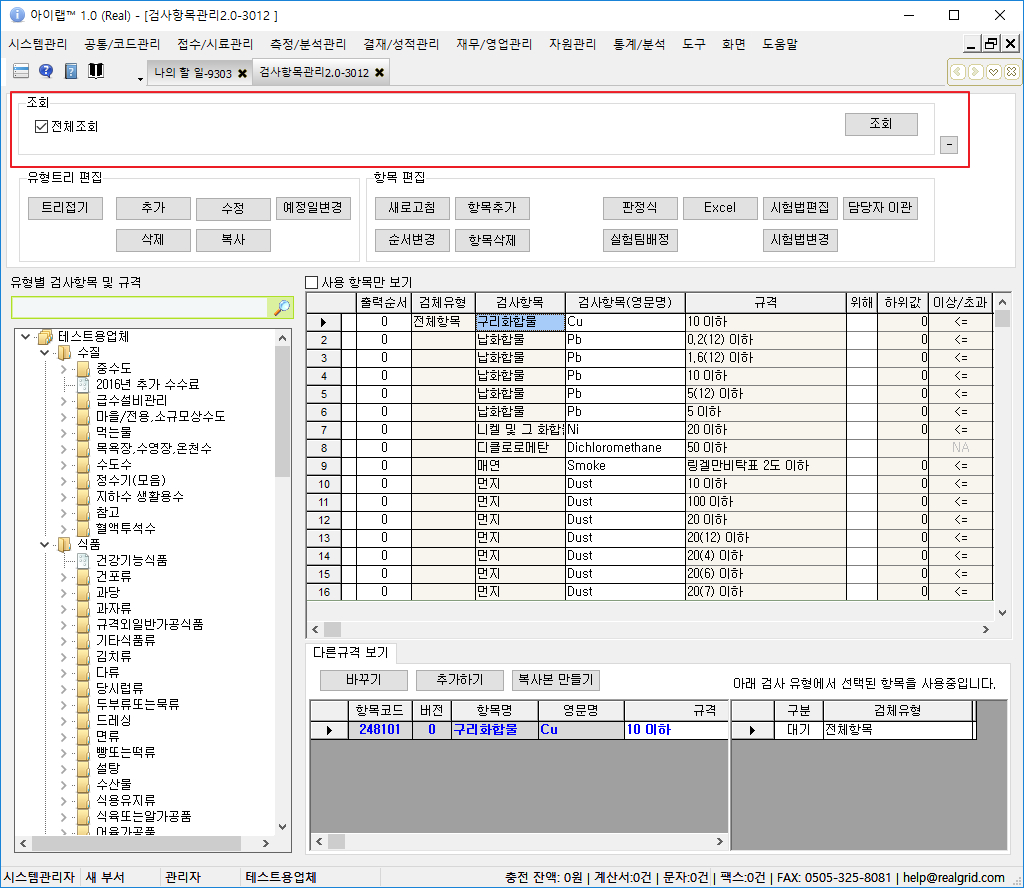 아이랩™ 1.0 (Real) - [검사항목관리2.0-3012 ]
시스템관리 공통/코드관리 접수/시료관리 측정/분석관리 결재/성적관리 재무/영업관리 자원관리 통계/분석 도구 화면 도움말
나의 할 일-9303 검사항목관리2.0-3012
조회
전체조회 조회
유형트리 편집 항목 편집
트리접기 추가 수정 예정일변경 새로고침 항목추가 판정식 Excel 시험법편집 담당자 이관
삭제 복사 순서변경 항목삭제 실험팀배정 시험법변경
유형별 검사항목 및 규격
테스트용업체
수질
중수도
2016년 추가 수수료
급수설비관리
마을/전용,소규모상수도
먹는물
목욕장,수영장,온천수
수도수
정수기(모음)
지하수 생활용수
참고
혈액투석수
식품
건강기능식품
건포류
과당
과자류
규격외일반가공식품
기타식품류
김치류
다류
당시럽류
두부류또는묵류
드레싱
면류
빵또는떡류
설탕
수산물
식용유지류
식육또는알가공품
어육가공품
사용 항목만 보기
출력순서 검체유형 검사항목 검사항목(영문명) 규격 위해 하위값 이상/초과
0 전체항목 구리화합물 Cu 10 이하 0 <=
2 0 납화합물 Pb 0.2(12) 이하 0 <=
3 0 납화합물 Pb 1.6(12) 이하 0 <=
4 0 납화합물 Pb 10 이하 0 <=
5 0 납화합물 Pb 5(12) 이하 0 <=
6 0 납화합물 Pb 5 이하 0 <=
7 0 니켈 및 그 화합 Ni 20 이하 0 <=
8 0 디클로로메탄 Dichloromethane 50 이하 NA
9 0 매연 Smoke 링겔만비탁표 2도 이하 0 <=
10 0 먼지 Dust 10 이하 0 <=
11 0 먼지 Dust 100 이하 0 <=
12 0 먼지 Dust 20 이하 0 <=
13 0 먼지 Dust 20(12) 이하 0 <=
14 0 먼지 Dust 20(4) 이하 0 <=
15 0 먼지 Dust 20(6) 이하 0 <=
16 0 먼지 Dust 20(7) 이하 0 <=
다른규격 보기
바꾸기 추가하기 복사본 만들기 아래 검사 유형에서 선택된 항목을 사용중입니다.
항목코드 버전 항목명 영문명 규격 구분 검체유형
248101 0 구리화합물 Cu 10 이하 대기 전체항목
시스템관리자 새 부서 관리자 테스트용업체 충전 잔액: 0원 | 계산서:0건 | 문자:0건 | 팩스:0건 | FAX: 0505-325-8081 | help@realgrid.com